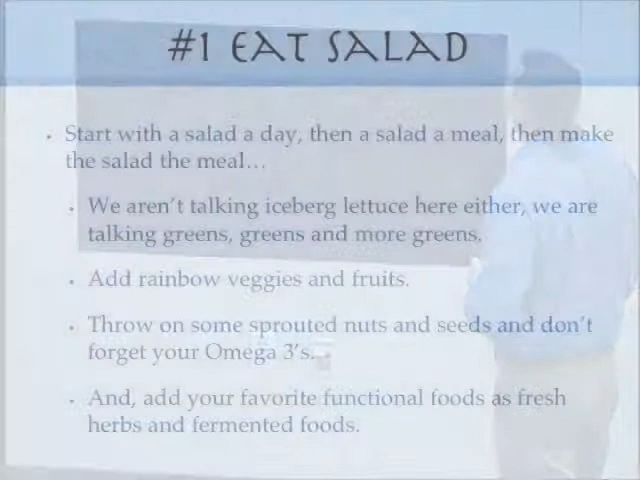 #1 EAT SALAD
• Start with a salad a day, then a salad a meal, then make
the salad the meal…
• We aren't talking iceberg lettuce here either, we are
talking greens, greens and more greens.
• Add rainbow veggies and fruits.
• Throw on some sprouted nuts and seeds and don't
forget your Omega 3's.
• And, add your favorite functional foods as fresh
herbs and fermented foods.